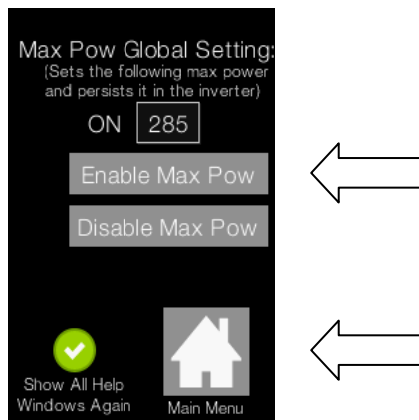 Max Pow Global Setting:
(Sets the following max power
and persists it in the inverter)
ON 285
Enable Max Pow
Disable Max Pow
Show All Help
Windows Again
Main Menu